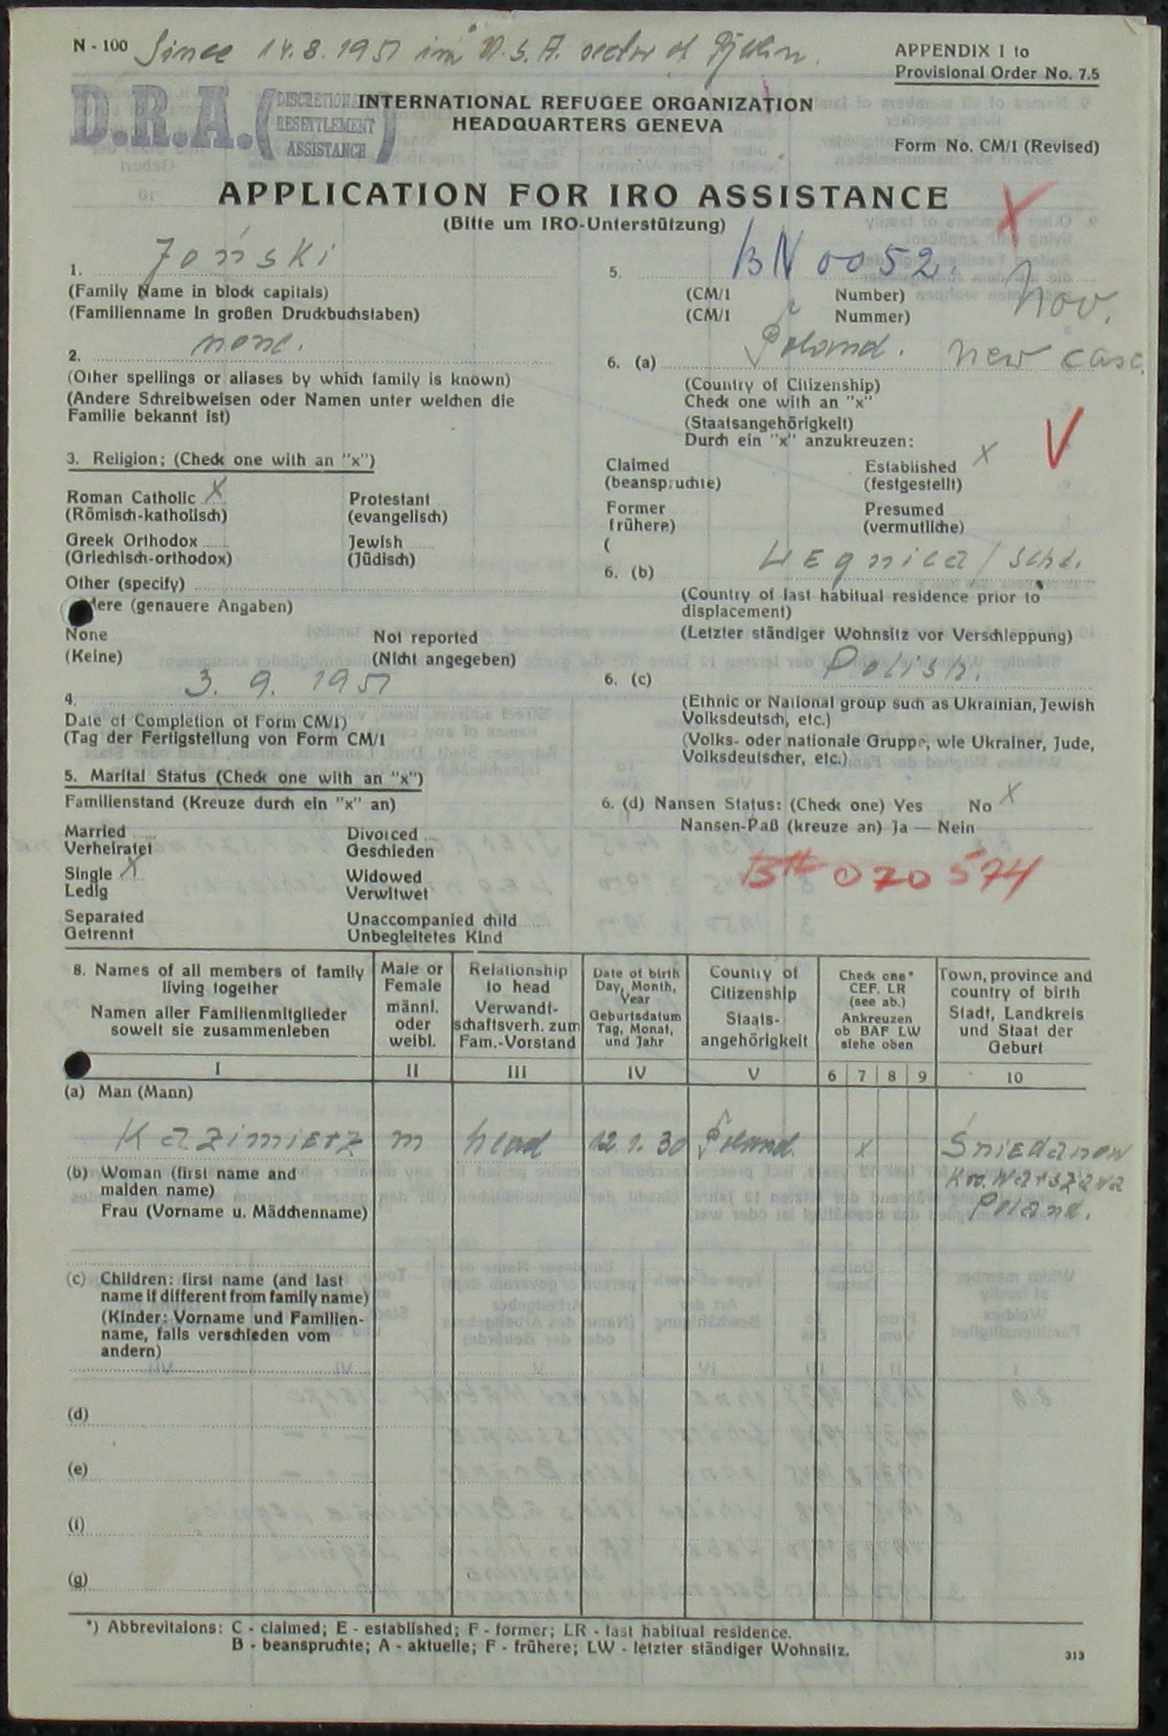 N - 100 Since 14. 8. 1951 im U. S. A. sector of
APPENDIX I to
Provisional Order No. 7.5
D.R.A. (DISCRETIONARY RESETTLEMENT ASSISTANCE)
INTERNATIONAL REFUGEE ORGANIZATION
HEADQUARTERS GENEVA
Form No. CM/1 (Revised)
APPLICATION FOR IRO ASSISTANCE
(Bitte um IRO-Unterstützung)
X
1. Joński
(Family Name in block capitals)
(Familienname in großen Druckbuchstaben)
5. BN 0052.
(CM/1 Number)
(CM/1 Nummer)
Nov.
new case
2. none.
(Other spellings or aliases by which family is known)
(Andere Schreibweisen oder Namen unter welchen die
Familie bekannt ist)
6. (a) Poland.
(Country of Citizenship)
Check one with an "x"
(Staatsangehörigkeit)
Durch ein "x" anzukreuzen:
V
3. Religion; (Check one with an "x")
Roman Catholic X Protestant
(Römisch-katholisch) (evangelisch)
Greek Orthodox Jewish
(Griechisch-orthodox) (Jüdisch)
Other (specify)
dere (genauere Angaben)
None Not reported
(Keine) (Nicht angegeben)
Claimed Established X
(beanspruchte) (festgestellt)
Former Presumed
frühere) (vermutliche)
(
6. (b) Legnica / Schl.
(Country of last habitual residence prior to
displacement)
(Letzter ständiger Wohnsitz vor Verschleppung)
4. 3. 9. 1951
Date of Completion of Form CM/1)
(Tag der Fertigstellung von Form CM/1
6. (c) Polish.
(Ethnic or National group such as Ukrainian, Jewish
Volksdeutsch, etc.)
(Volks- oder nationale Gruppe, wie Ukrainer, Jude,
Volksdeutscher, etc.)
5. Marital Status (Check one with an "x")
Familienstand (Kreuze durch ein "x" an)
Married Divorced
Verheiratet Geschieden
Single X Widowed
Ledig Verwitwet
Separated Unaccompanied child
Getrennt Unbegleitetes Kind
6. (d) Nansen Status: (Check one) Yes No X
Nansen-Paß (kreuze an) Ja — Nein
020 574
8. Names of all members of family
living together
Namen aller Familienmitglieder
soweit sie zusammenleben
Male or
Female
männl.
oder
weibl.
Relationship
to head
Verwandt-
schaftsverh. zum
Fam.-Vorstand
Date of birth
Day, Month,
Year
Geburtsdatum
Tag, Monat,
und Jahr
Country of
Citizenship
Staats-
angehörigkeit
Check one*
CEF. LR
(see ab.)
Ankreuzen
ob BAF LW
siehe oben
Town, province and
country of birth
Stadt, Landkreis
und Staat der
Geburt
I II III IV V 6 7 8 9 10
(a) Man (Mann)
Kazimierz m head 12 1. 30 Poland. x Śniedanow
Krs. Warszawa
Poland.
(b) Woman (first name and
maiden name)
Frau (Vorname u. Mädchenname)
(c) Children: first name (and last
name if different from family name)
(Kinder: Vorname und Familien-
name, falls verschieden vom
andern)
(d)
(e)
(f)
(g)
*) Abbrevitaions: C - claimed; E - established; F - former; LR - last habitual residence.
B - beanspruchte; A - aktuelle; F - frühere; LW - letzter ständiger Wohnsitz.
313